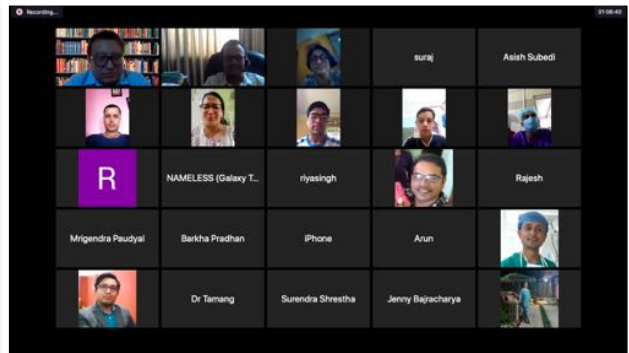 Recording...
01:06:43
suraj
Asish Subedi
R
NAMELESS (Galaxy T...
riyasingh
Rajesh
Mrigendra Paudyal
Barkha Pradhan
iPhone
Arun
Dr Tamang
Surendra Shrestha
Jenny Bajracharya